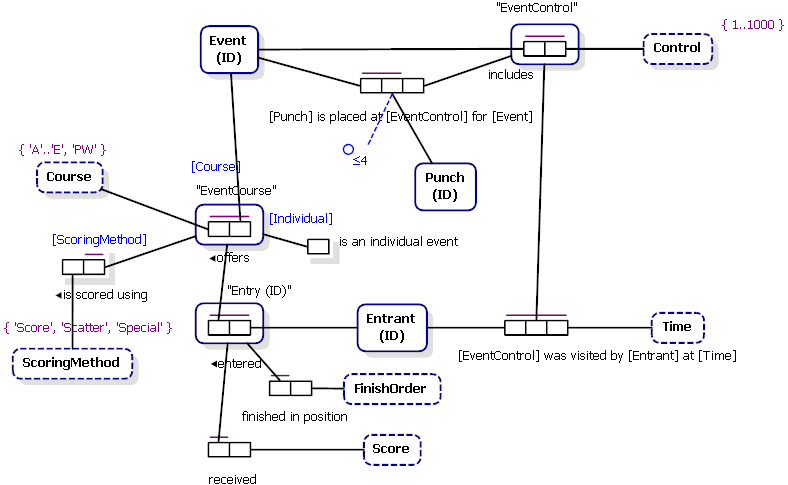 "EventControl"
Event
(ID)
Control
{ 1..1000 }
includes
[Punch] is placed at [EventControl] for [Event]
{ 'A'..'E', 'PW' }
≤4
[Course]
Course
Punch
(ID)
"EventCourse"
[Individual]
[ScoringMethod]
is an individual event
◂offers
◂is scored using
"Entry (ID)"
{ 'Score', 'Scatter', 'Special' }
Entrant
(ID)
Time
ScoringMethod
◂entered
[EventControl] was visited by [Entrant] at [Time]
FinishOrder
finished in position
Score
received